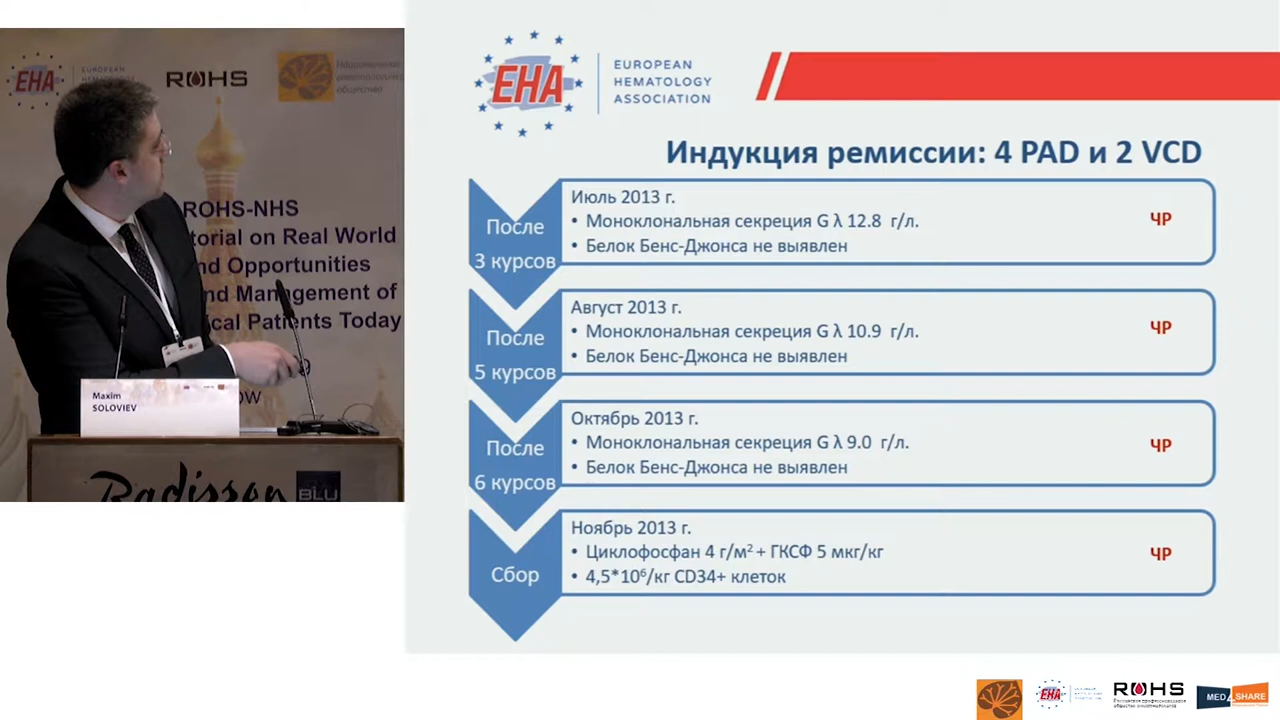 EHA
ROHS
ROHS-NHS
torial on Real World
nd Opportunities
nd Management of
ical Patients Today
OW
Maxim
SOLOVIEV
Radisson
BLU
EHA
EUROPEAN
HEMATOLOGY
ASSOCIATION
Индукция ремиссии: 4 PAD и 2 VCD
После
3 курсов
Июль 2013 г.
• Моноклональная секреция G λ 12.8 г/л.
• Белок Бенс-Джонса не выявлен
ЧР
После
5 курсов
Август 2013 г.
• Моноклональная секреция G λ 10.9 г/л.
• Белок Бенс-Джонса не выявлен
ЧР
После
6 курсов
Октябрь 2013 г.
• Моноклональная секреция G λ 9.0 г/л.
• Белок Бенс-Джонса не выявлен
ЧР
Сбор
Ноябрь 2013 г.
• Циклофосфан 4 г/м² + ГКСФ 5 мкг/кг
• 4,5*10⁶/кг CD34+ клеток
ЧР
EHA
ROHS
MED
SHARE